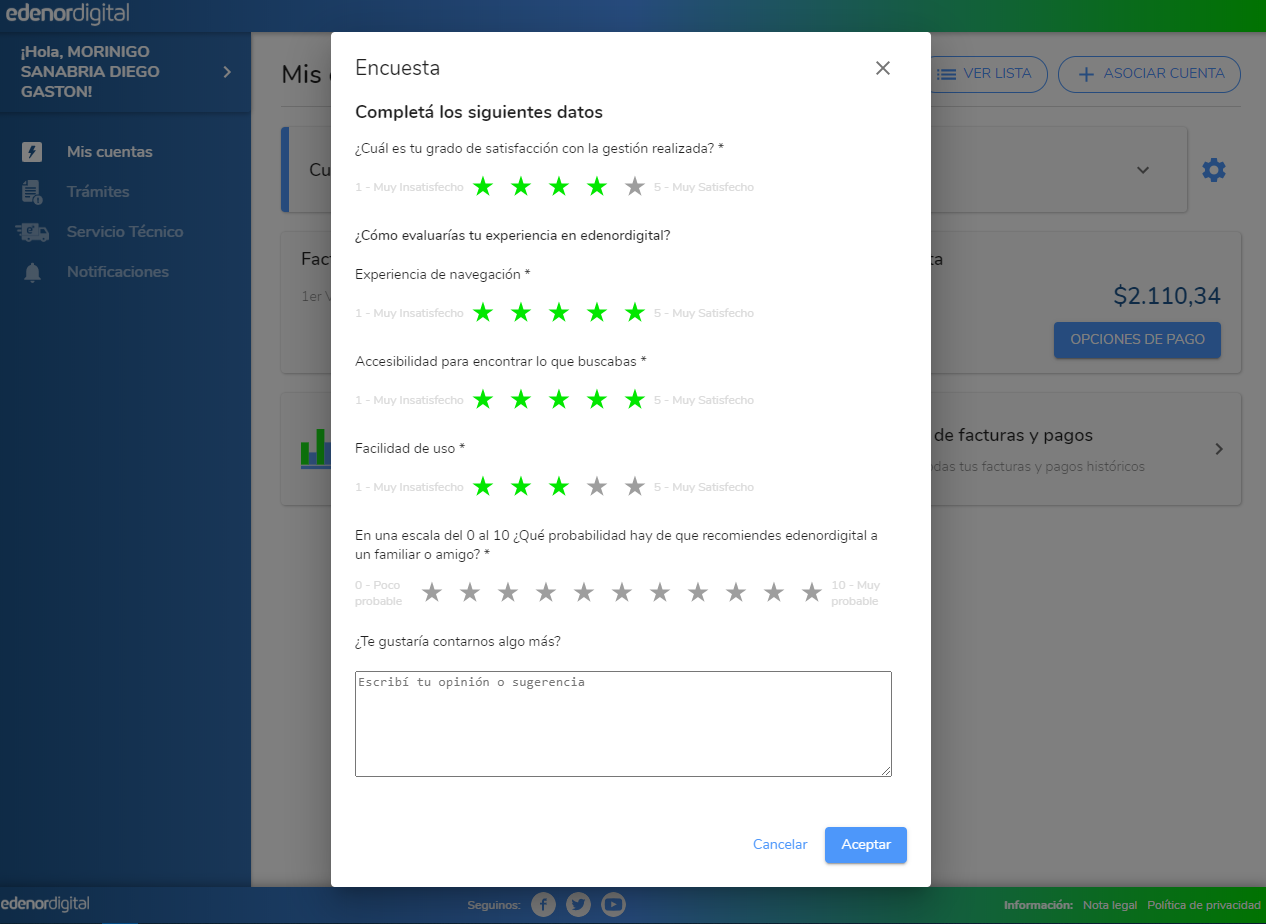 edenordigital
¡Hola, MORINIGO
SANABRIA DIEGO
GASTON!
Mis cuentas
Trámites
Servicio Técnico
Notificaciones
Mis
VER LISTA
ASOCIAR CUENTA
Cu
Fac
1er V
ta
$2.110,34
OPCIONES DE PAGO
de facturas y pagos
das tus facturas y pagos históricos
Encuesta
Completá los siguientes datos
¿Cuál es tu grado de satisfacción con la gestión realizada? *
1 - Muy Insatisfecho 5 - Muy Satisfecho
¿Cómo evaluarías tu experiencia en edenordigital?
Experiencia de navegación *
1 - Muy Insatisfecho 5 - Muy Satisfecho
Accesibilidad para encontrar lo que buscabas *
1 - Muy Insatisfecho 5 - Muy Satisfecho
Facilidad de uso *
1 - Muy Insatisfecho 5 - Muy Satisfecho
En una escala del 0 al 10 ¿Qué probabilidad hay de que recomiendes edenordigital a
un familiar o amigo? *
0 - Poco
probable
10 - Muy
probable
¿Te gustaría contarnos algo más?
Escribí tu opinión o sugerencia
Cancelar
Aceptar
edenordigital
Seguinos:
Información: Nota legal Política de privacidad